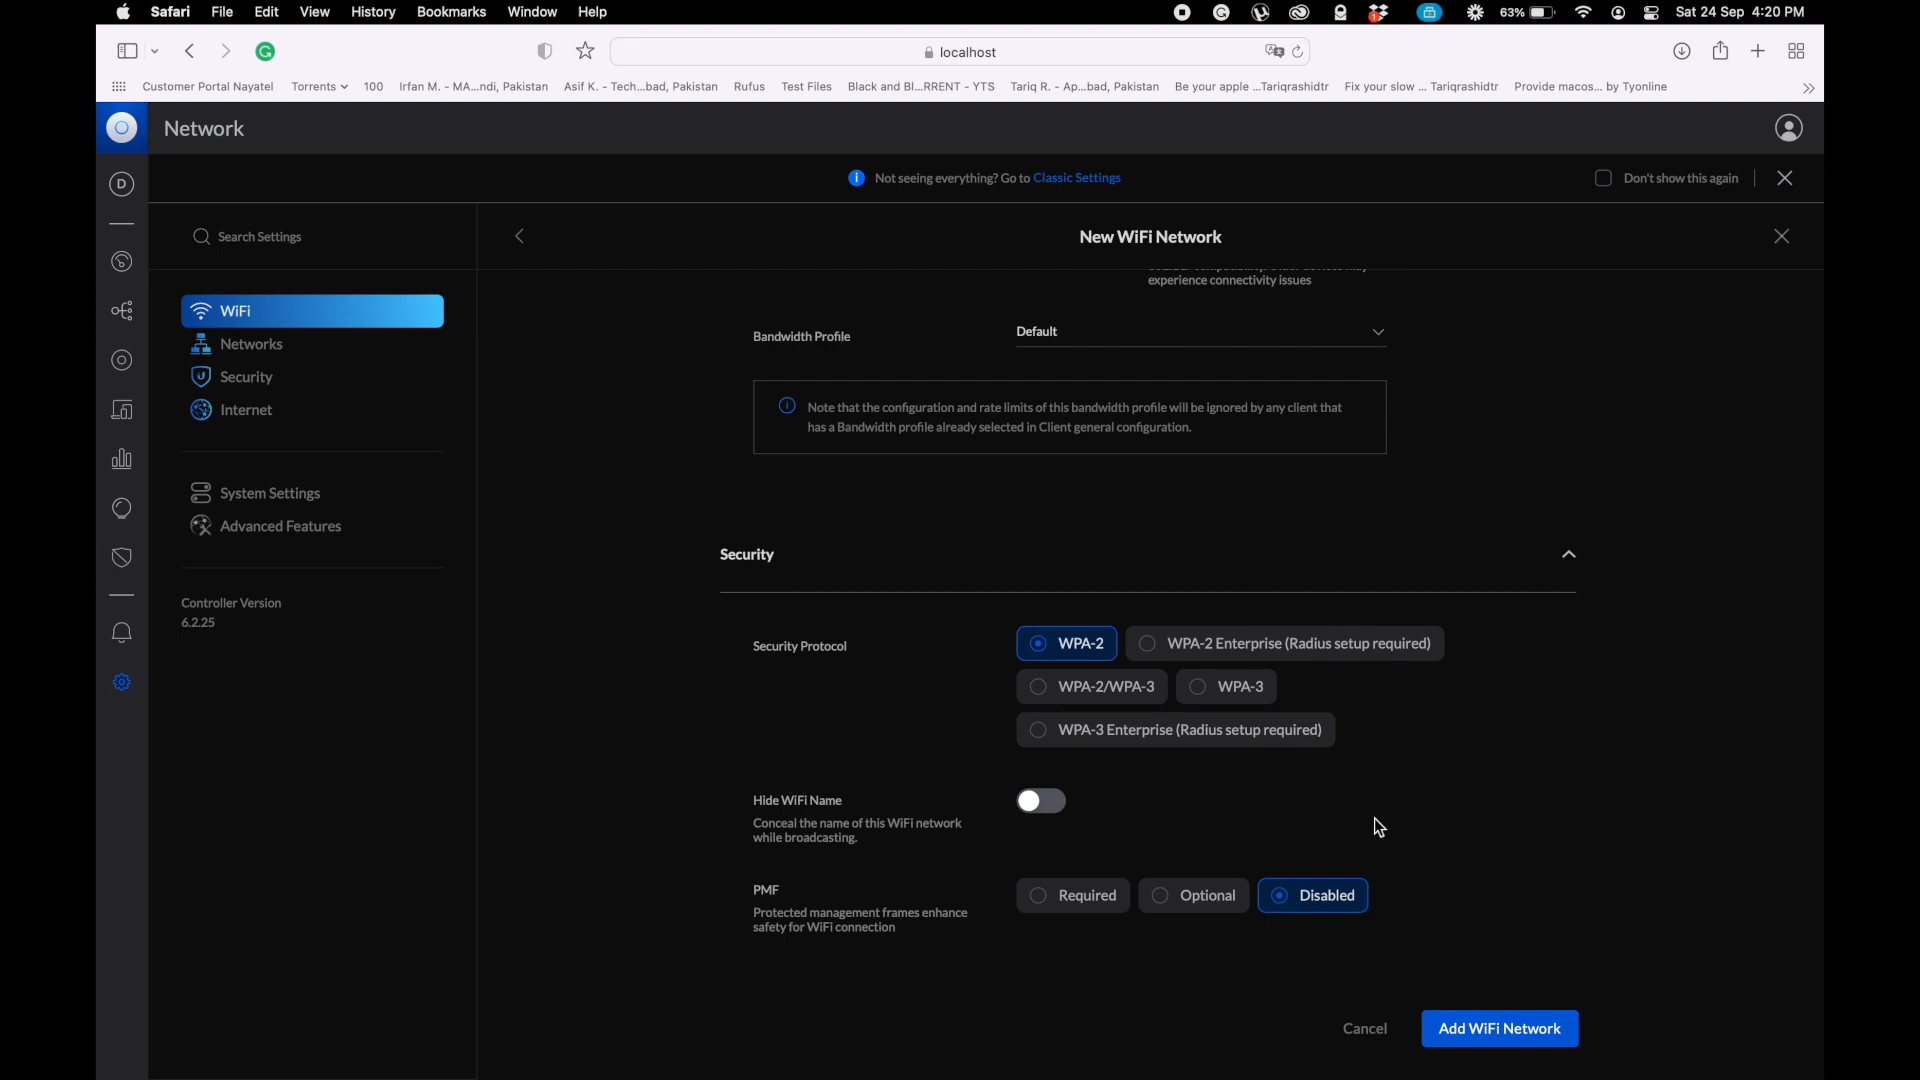 Safari File Edit View History Bookmarks Window Help 1 63% Sat 24 Sep 4:20 PM
localhost
Customer Portal Nayatel Torrents 100 Irfan M. - MA...ndi, Pakistan Asif K. - Tech...bad, Pakistan Rufus Test Files Black and Bl...RRENT - YTS Tariq R. - Ap...bad, Pakistan Be your apple ...Tariqrashidtr Fix your slow ... Tariqrashidtr Provide macos... by Tyonline
Network
D
Not seeing everything? Go to Classic Settings Don't show this again
Search Settings
New WiFi Network
experience connectivity issues
WiFi
Networks
Security
Internet
System Settings
Advanced Features
Controller Version
6.2.25
Bandwidth Profile Default
Note that the configuration and rate limits of this bandwidth profile will be ignored by any client that
has a Bandwidth profile already selected in Client general configuration.
Security
Security Protocol WPA-2 WPA-2 Enterprise (Radius setup required)
WPA-2/WPA-3 WPA-3
WPA-3 Enterprise (Radius setup required)
Hide WiFi Name
Conceal the name of this WiFi network
while broadcasting.
PMF Required Optional Disabled
Protected management frames enhance
safety for WiFi connection
Cancel Add WiFi Network